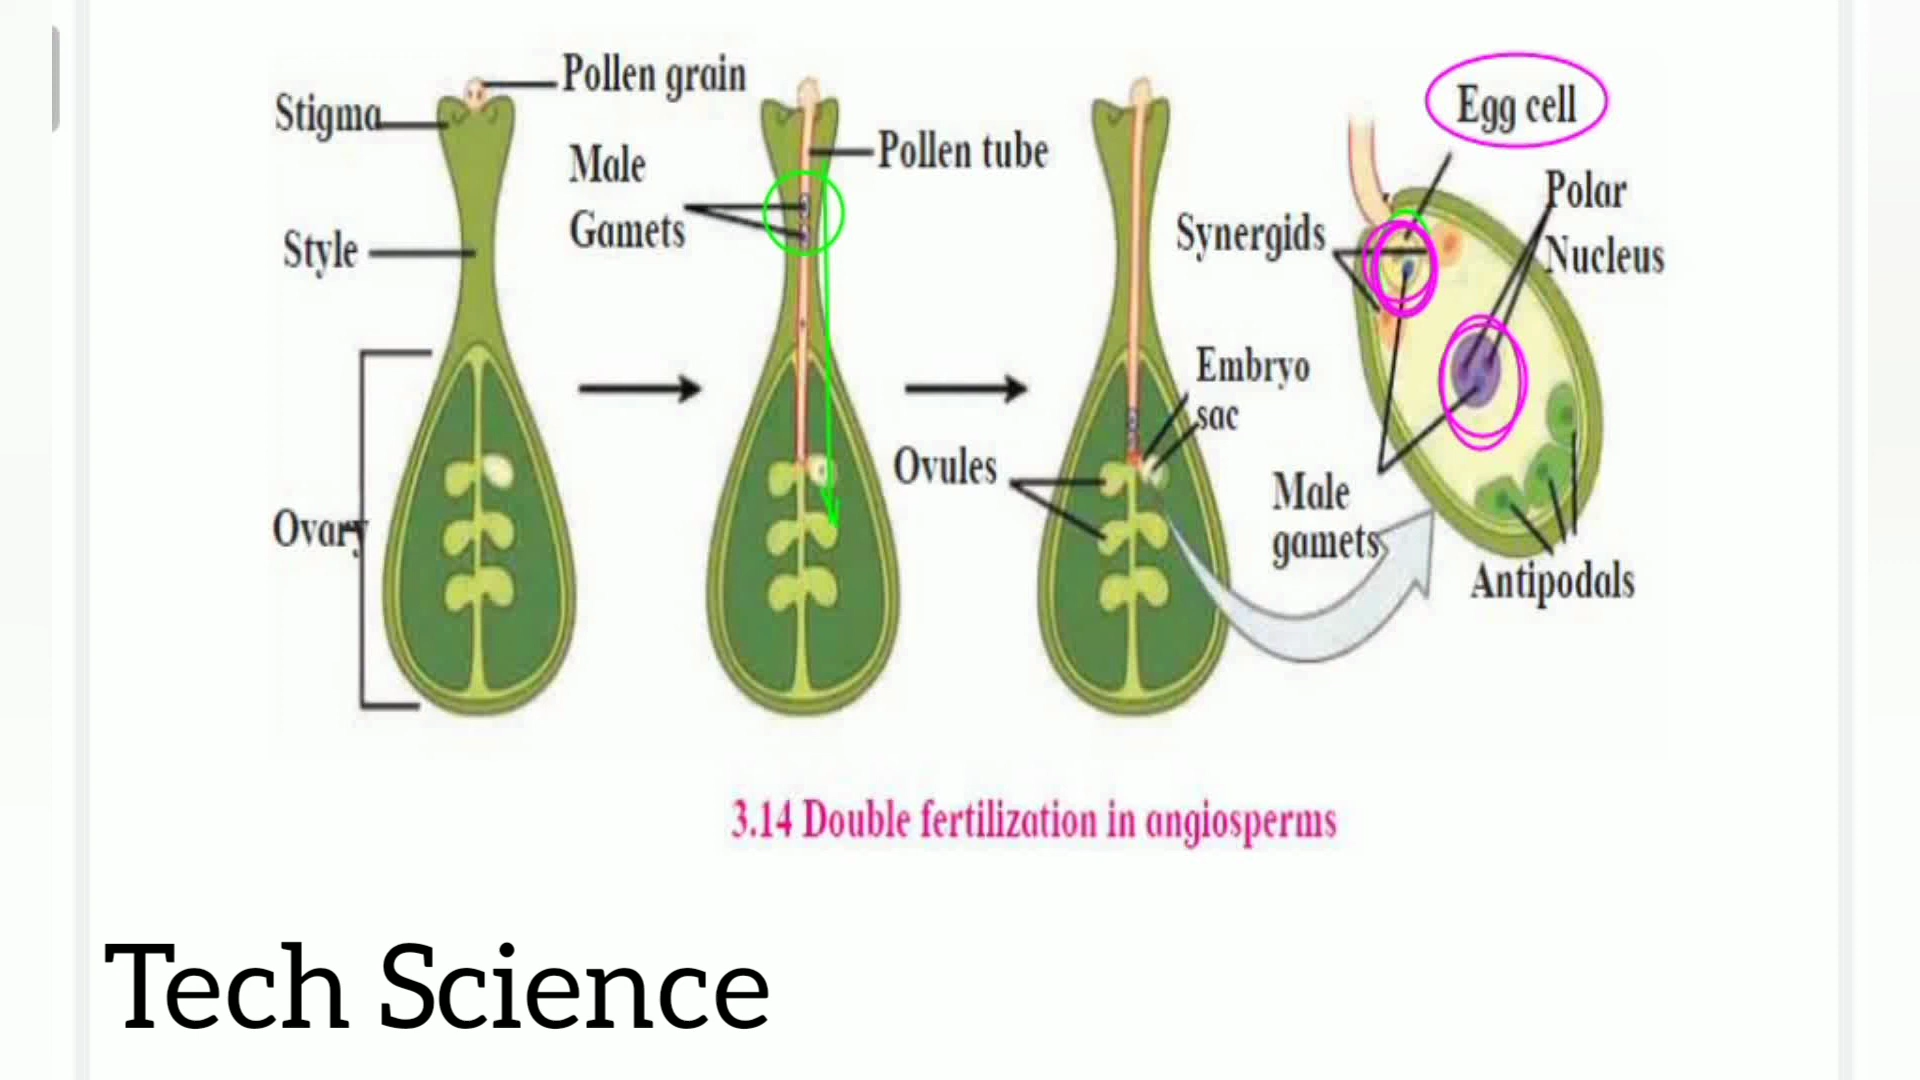 Pollen grain
Stigma
Style
Ovary
Male
Gamets
Pollen tube
Ovules
Embryo
sac
Egg cell
Polar
Nucleus
Synergids
Male
gamets
Antipodals
3.14 Double fertilization in angiosperms
Tech Science